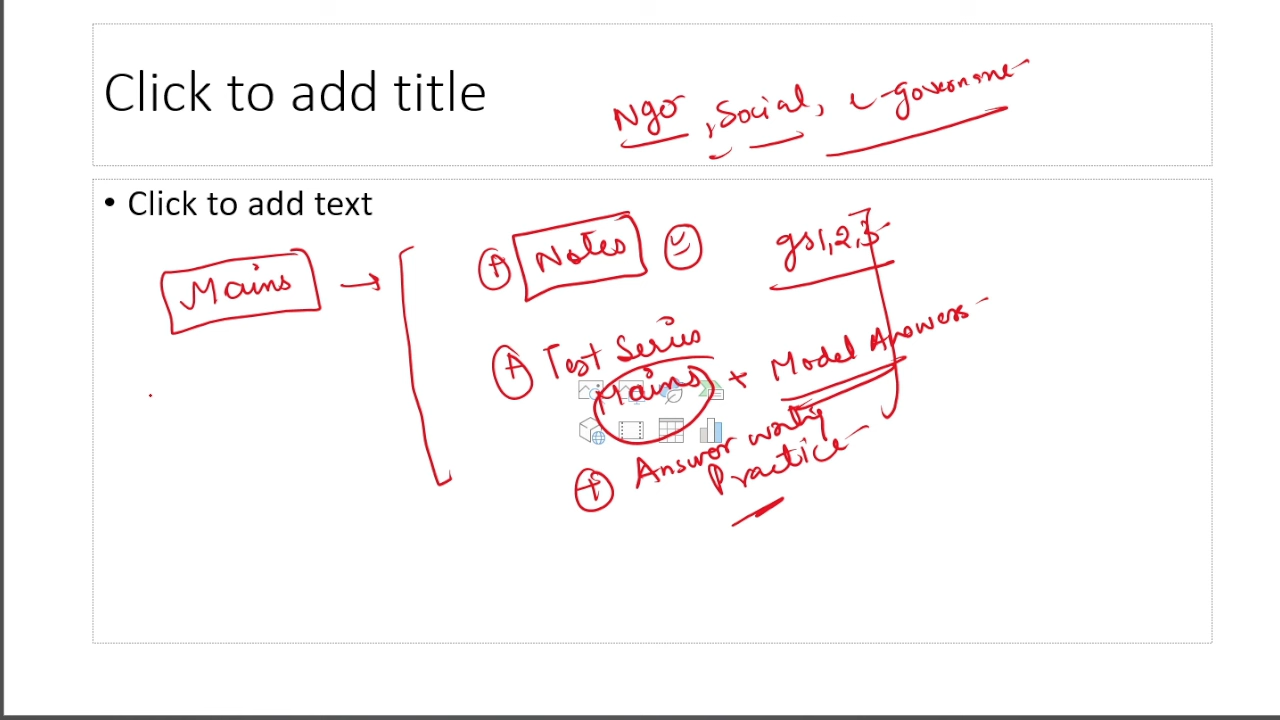 Click to add title
Ngo, Social, e-Governme
• Click to add text
Mains → Notes gs1,2,3
Test Series
Mains + Model Answers
Answer writing
Practice